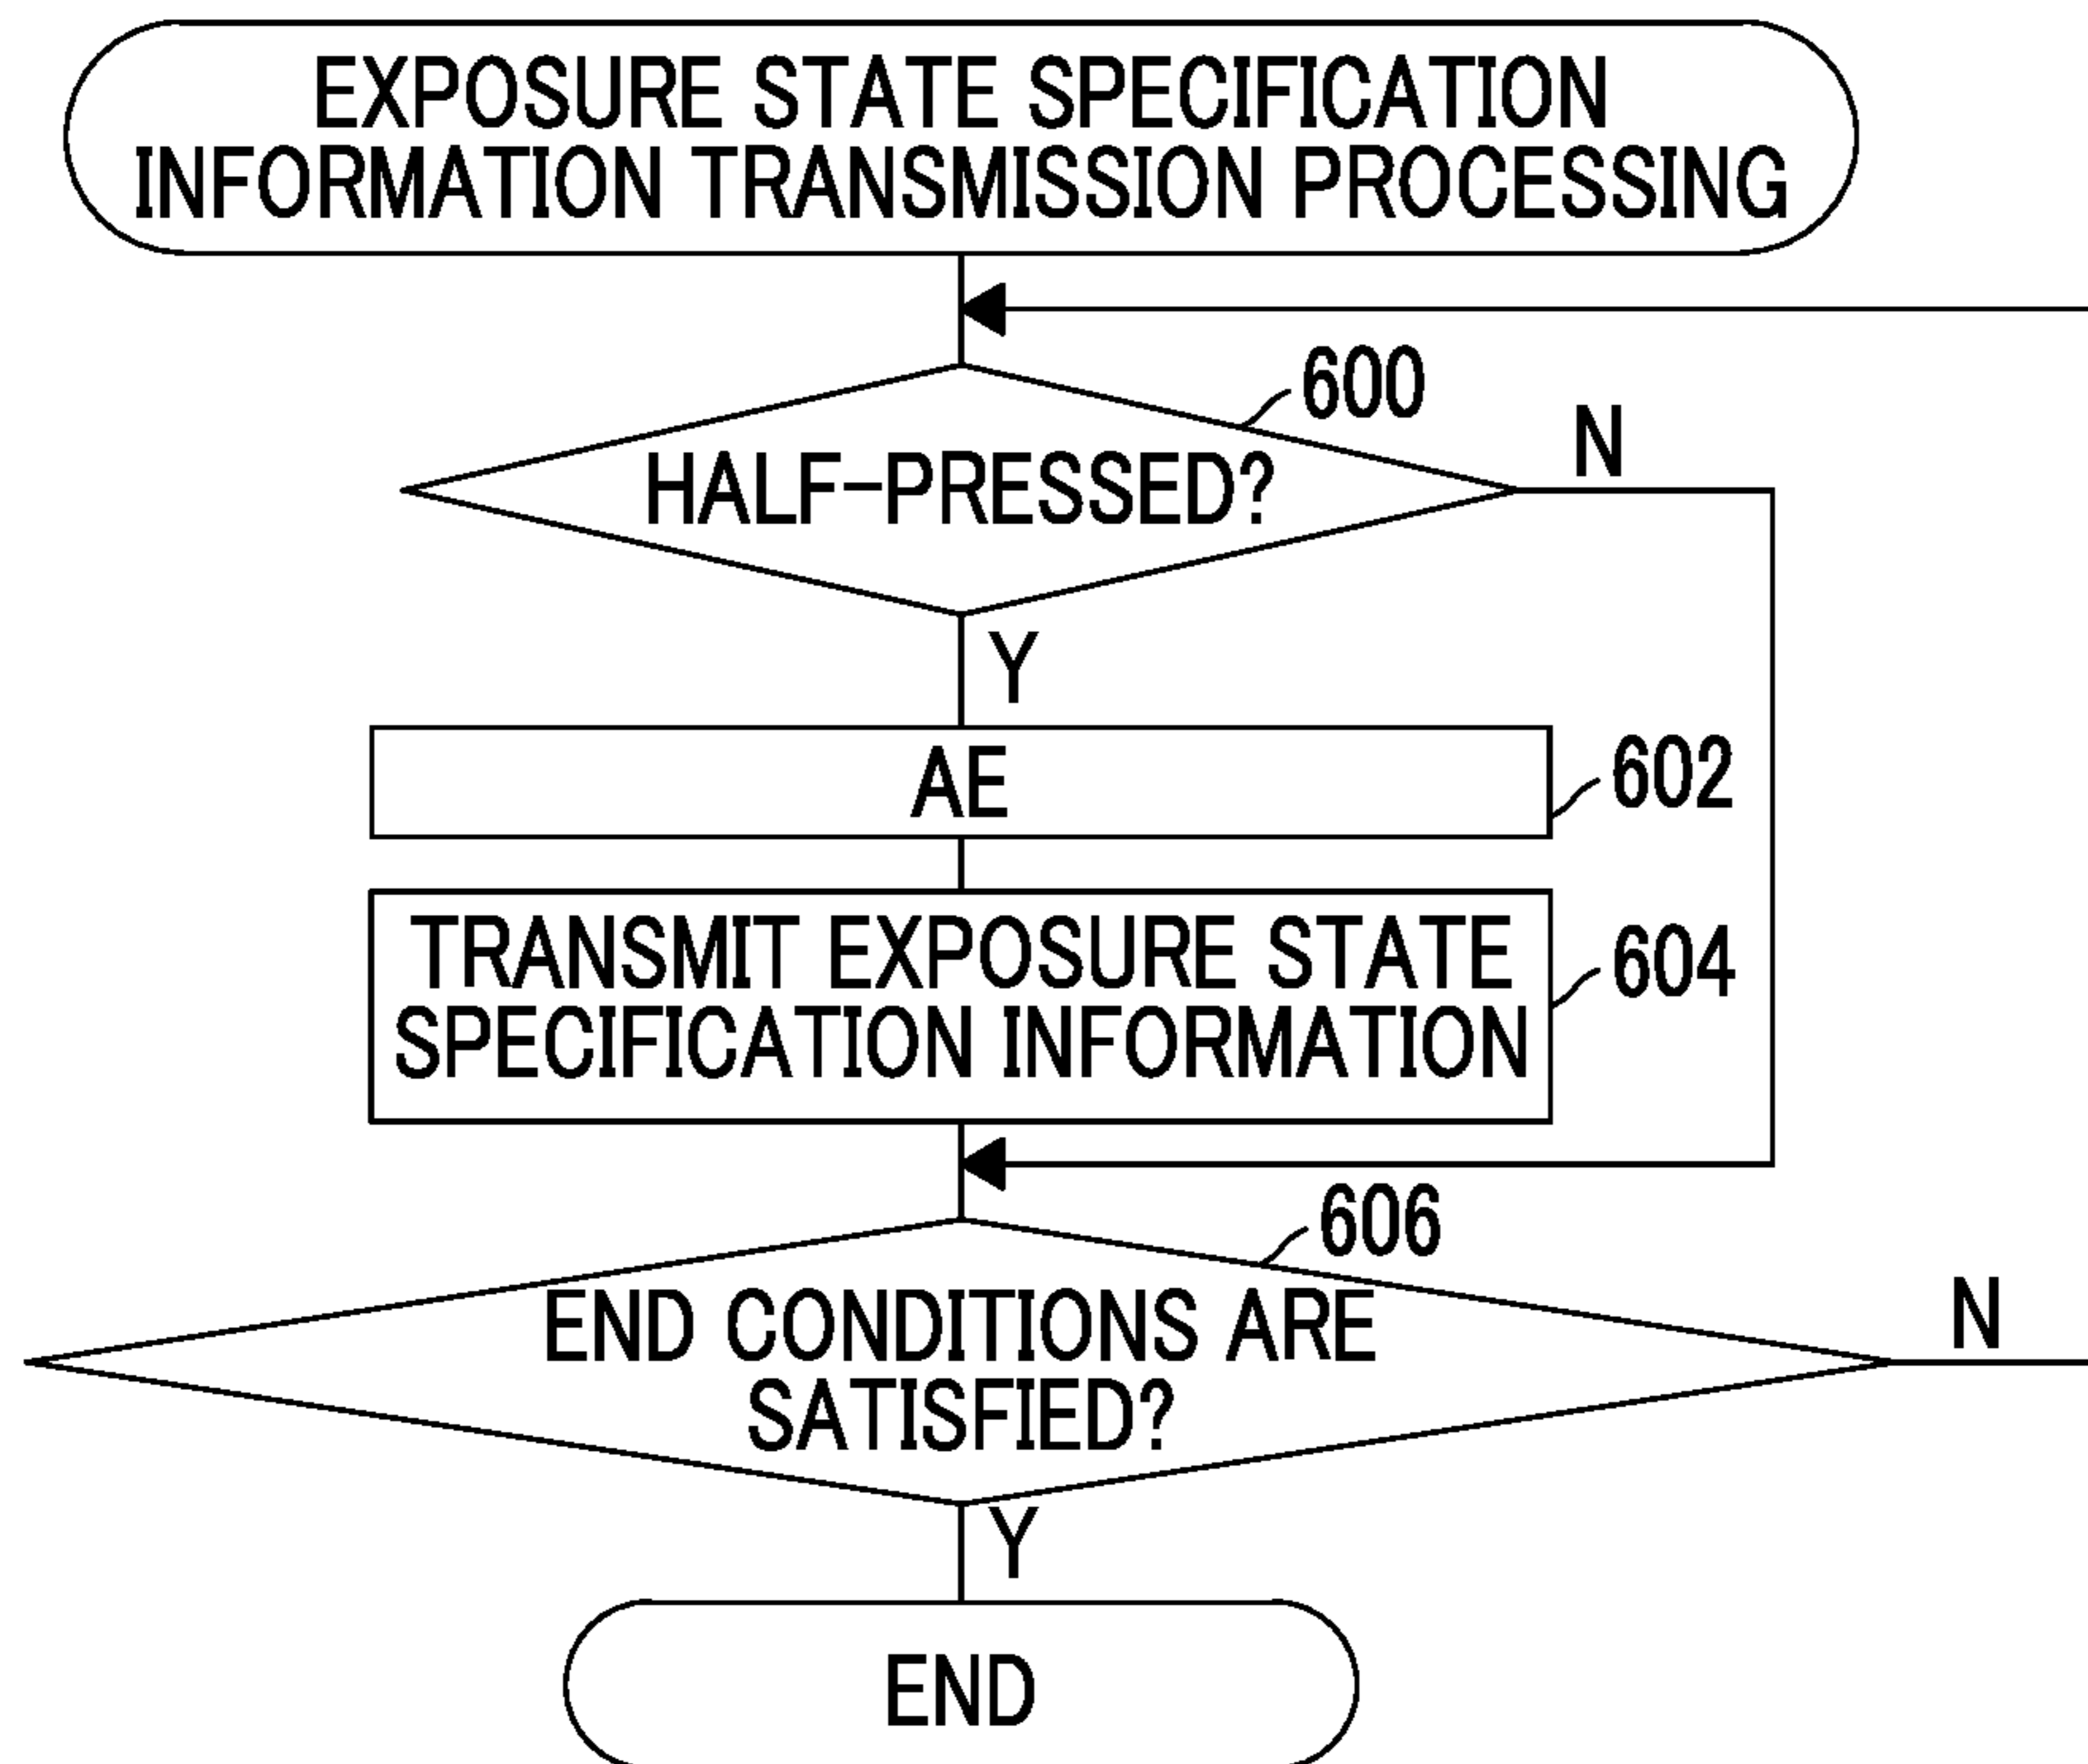 EXPOSURE STATE SPECIFICATION
INFORMATION TRANSMISSION PROCESSING
600
N
HALF-PRESSED?
Y
AE
602
TRANSMIT EXPOSURE STATE
SPECIFICATION INFORMATION
604
606
N
END CONDITIONS ARE
SATISFIED?
Y
END